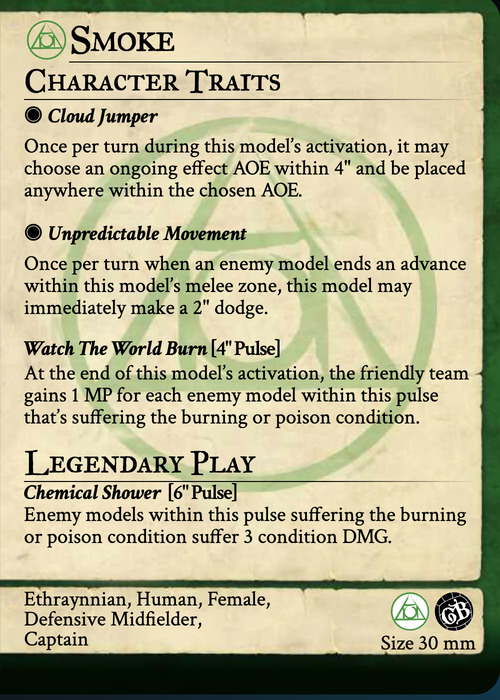 Smoke
Character Traits
Cloud Jumper
Once per turn during this model's activation, it may
choose an ongoing effect AOE within 4" and be placed
anywhere within the chosen AOE.
Unpredictable Movement
Once per turn when an enemy model ends an advance
within this model's melee zone, this model may
immediately make a 2" dodge.
Watch The World Burn [4" Pulse]
At the end of this model's activation, the friendly team
gains 1 MP for each enemy model within this pulse
that's suffering the burning or poison condition.
Legendary Play
Chemical Shower [6" Pulse]
Enemy models within this pulse suffering the burning
or poison condition suffer 3 condition DMG.
Ethraynnian, Human, Female,
Defensive Midfielder,
Captain
GB
Size 30 mm